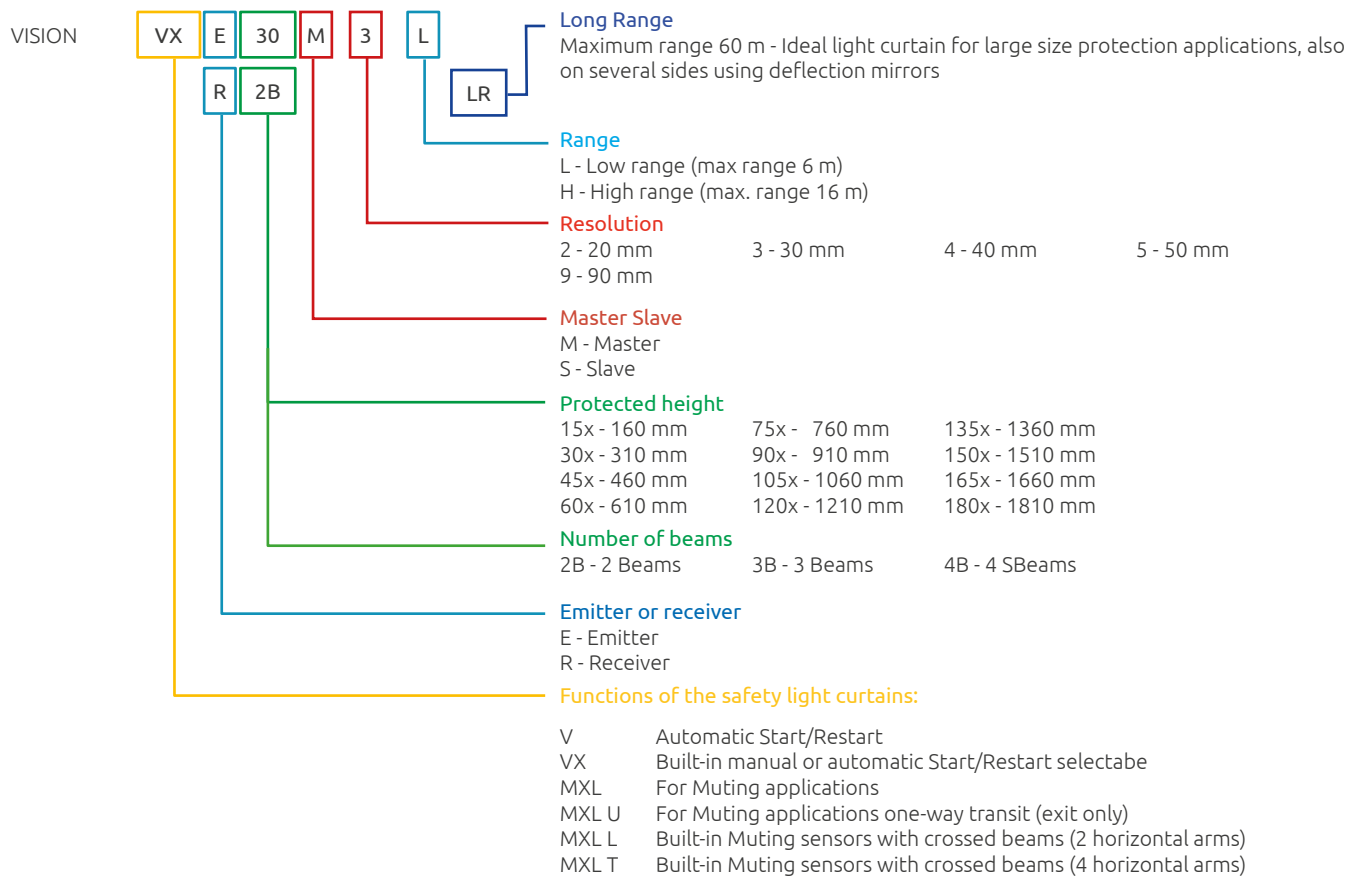 VISION VX E 30 M 3 L
R 2B LR
Long Range
Maximum range 60 m - Ideal light curtain for large size protection applications, also
on several sides using deflection mirrors
Range
L - Low range (max range 6 m)
H - High range (max. range 16 m)
Resolution
2 - 20 mm 3 - 30 mm 4 - 40 mm 5 - 50 mm
9 - 90 mm
Master Slave
M - Master
S - Slave
Protected height
15x - 160 mm 75x - 760 mm 135x - 1360 mm
30x - 310 mm 90x - 910 mm 150x - 1510 mm
45x - 460 mm 105x - 1060 mm 165x - 1660 mm
60x - 610 mm 120x - 1210 mm 180x - 1810 mm
Number of beams
2B - 2 Beams 3B - 3 Beams 4B - 4 SBeams
Emitter or receiver
E - Emitter
R - Receiver
Functions of the safety light curtains:
V Automatic Start/Restart
VX Built-in manual or automatic Start/Restart selectabe
MXL For Muting applications
MXL U For Muting applications one-way transit (exit only)
MXL L Built-in Muting sensors with crossed beams (2 horizontal arms)
MXL T Built-in Muting sensors with crossed beams (4 horizontal arms)